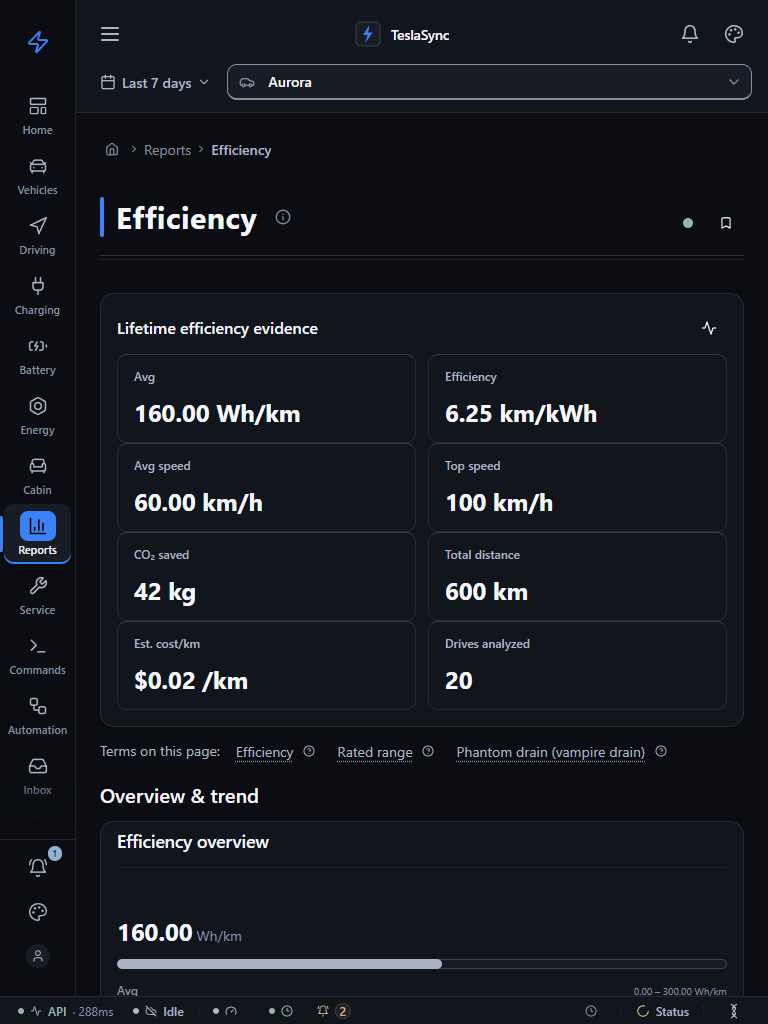 TeslaSync
Last 7 days
Aurora
Home
Vehicles
Driving
Charging
Battery
Energy
Cabin
Reports
Service
Commands
Automation
Inbox
1
Reports
Efficiency
Efficiency
Lifetime efficiency evidence
Avg
160.00 Wh/km
Efficiency
6.25 km/kWh
Avg speed
60.00 km/h
Top speed
100 km/h
CO₂ saved
42 kg
Total distance
600 km
Est. cost/km
$0.02 /km
Drives analyzed
20
Terms on this page: Efficiency Rated range Phantom drain (vampire drain)
Overview & trend
Efficiency overview
160.00 Wh/km
Avg
0.00 – 300.00 Wh/km
API · 288ms
Idle
2
Status